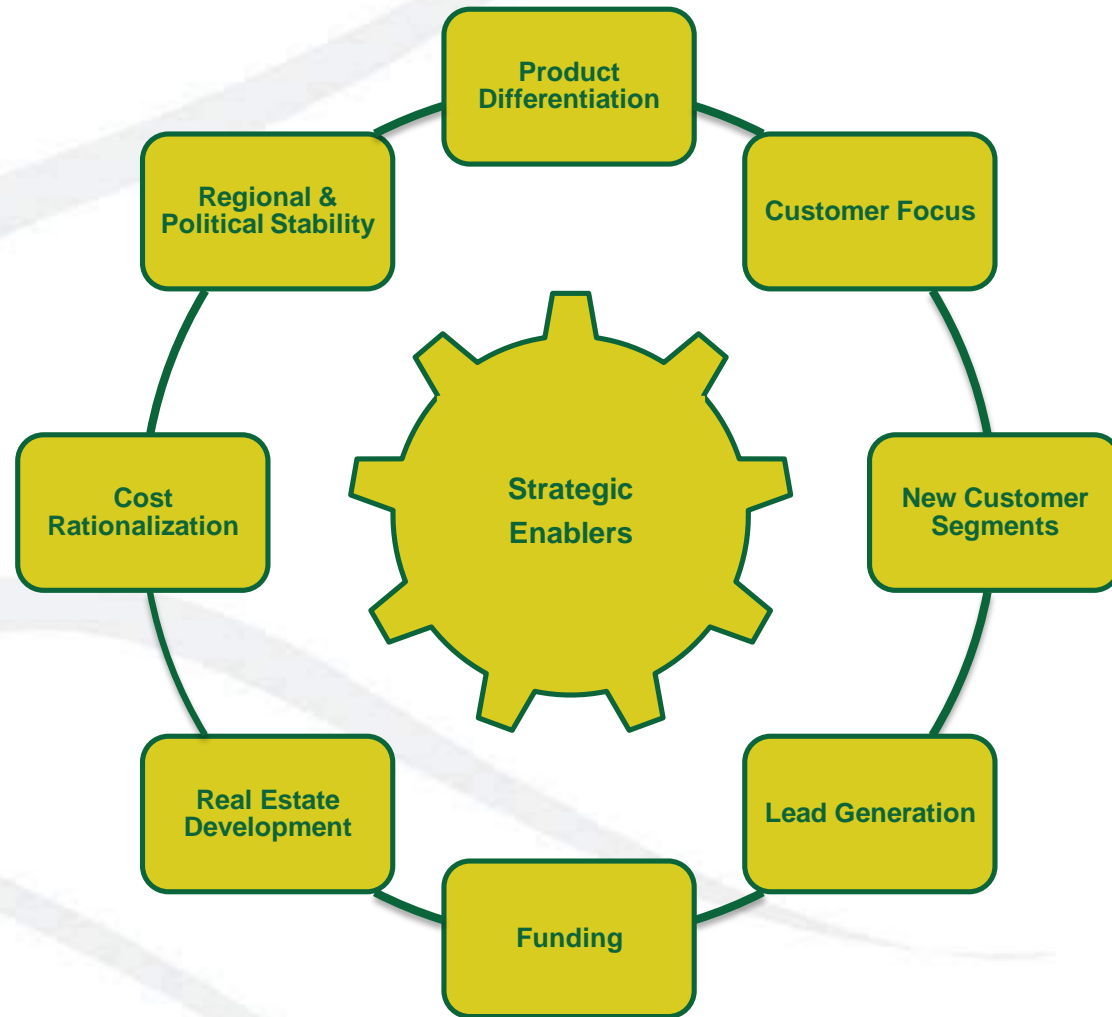 Product
Differentiation
Regional &
Political Stability
Customer Focus
Cost
Rationalization
Strategic
Enablers
New Customer
Segments
Real Estate
Development
Lead Generation
Funding